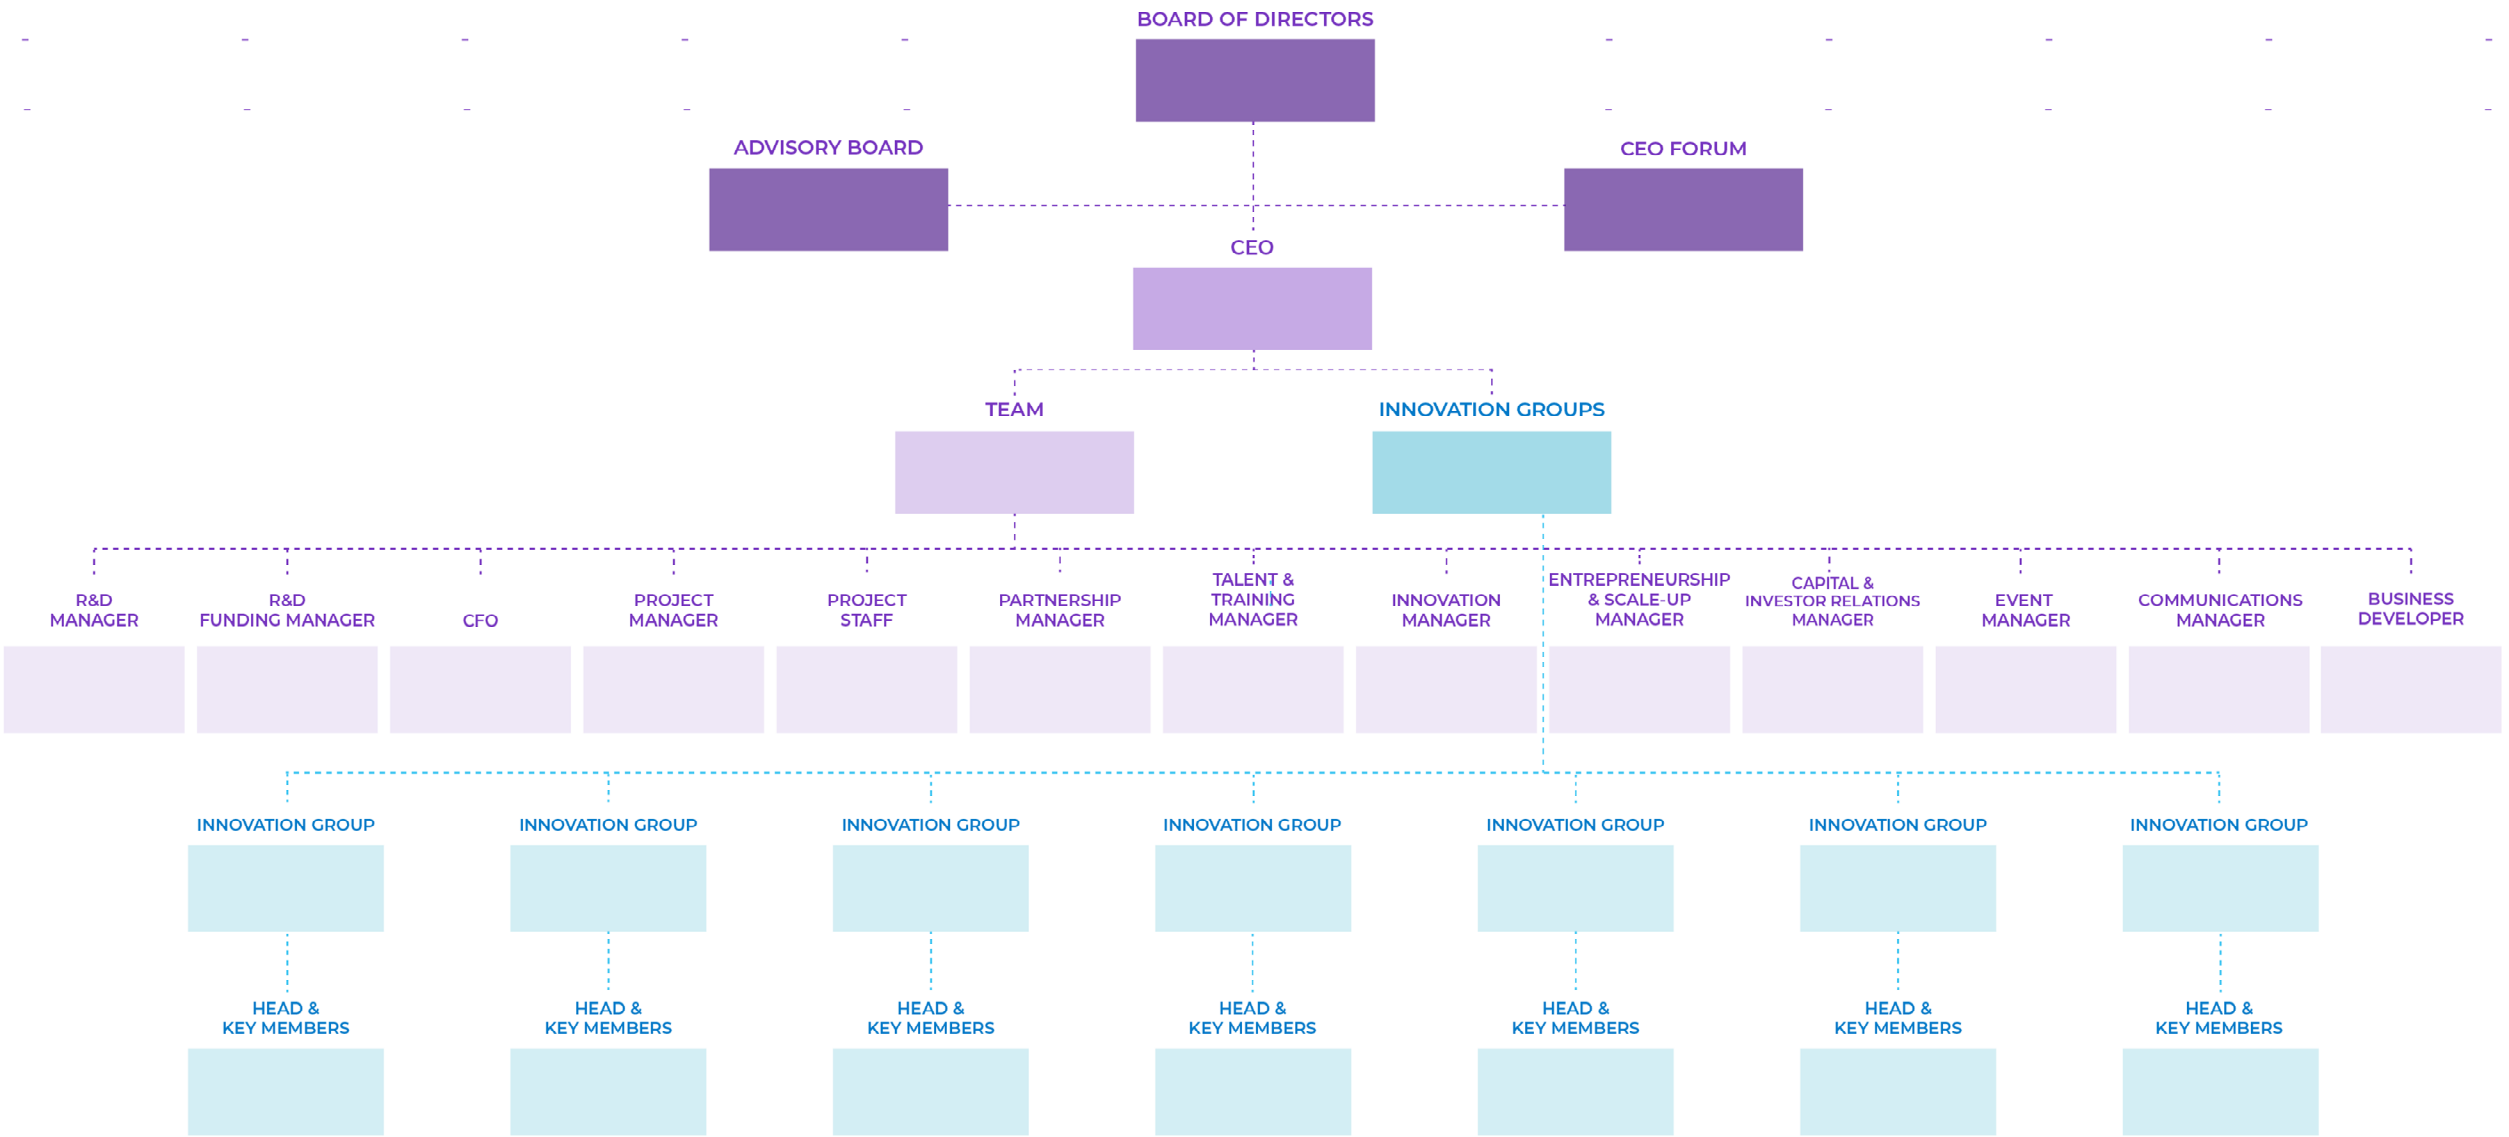 BOARD OF DIRECTORS
ADVISORY BOARD
CEO FORUM
CEO
TEAM
INNOVATION GROUPS
R&D
MANAGER
R&D
FUNDING MANAGER
CFO
PROJECT
MANAGER
PROJECT
STAFF
PARTNERSHIP
MANAGER
TALENT &
TRAINING
MANAGER
INNOVATION
MANAGER
ENTREPRENEURSHIP
& SCALE-UP
MANAGER
CAPITAL &
INVESTOR RELATIONS
MANAGER
EVENT
MANAGER
COMMUNICATIONS
MANAGER
BUSINESS
DEVELOPER
INNOVATION GROUP
INNOVATION GROUP
INNOVATION GROUP
INNOVATION GROUP
INNOVATION GROUP
INNOVATION GROUP
INNOVATION GROUP
HEAD &
KEY MEMBERS
HEAD &
KEY MEMBERS
HEAD &
KEY MEMBERS
HEAD &
KEY MEMBERS
HEAD &
KEY MEMBERS
HEAD &
KEY MEMBERS
HEAD &
KEY MEMBERS